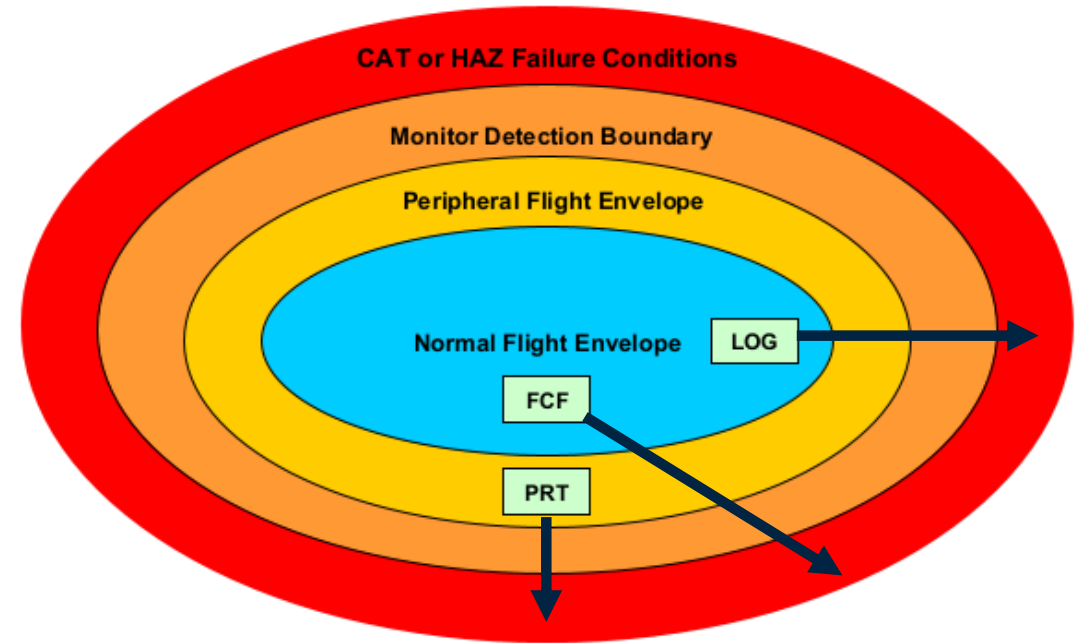 CAT or HAZ Failure Conditions
Monitor Detection Boundary
Peripheral Flight Envelope
Normal Flight Envelope
LOG
FCF
PRT